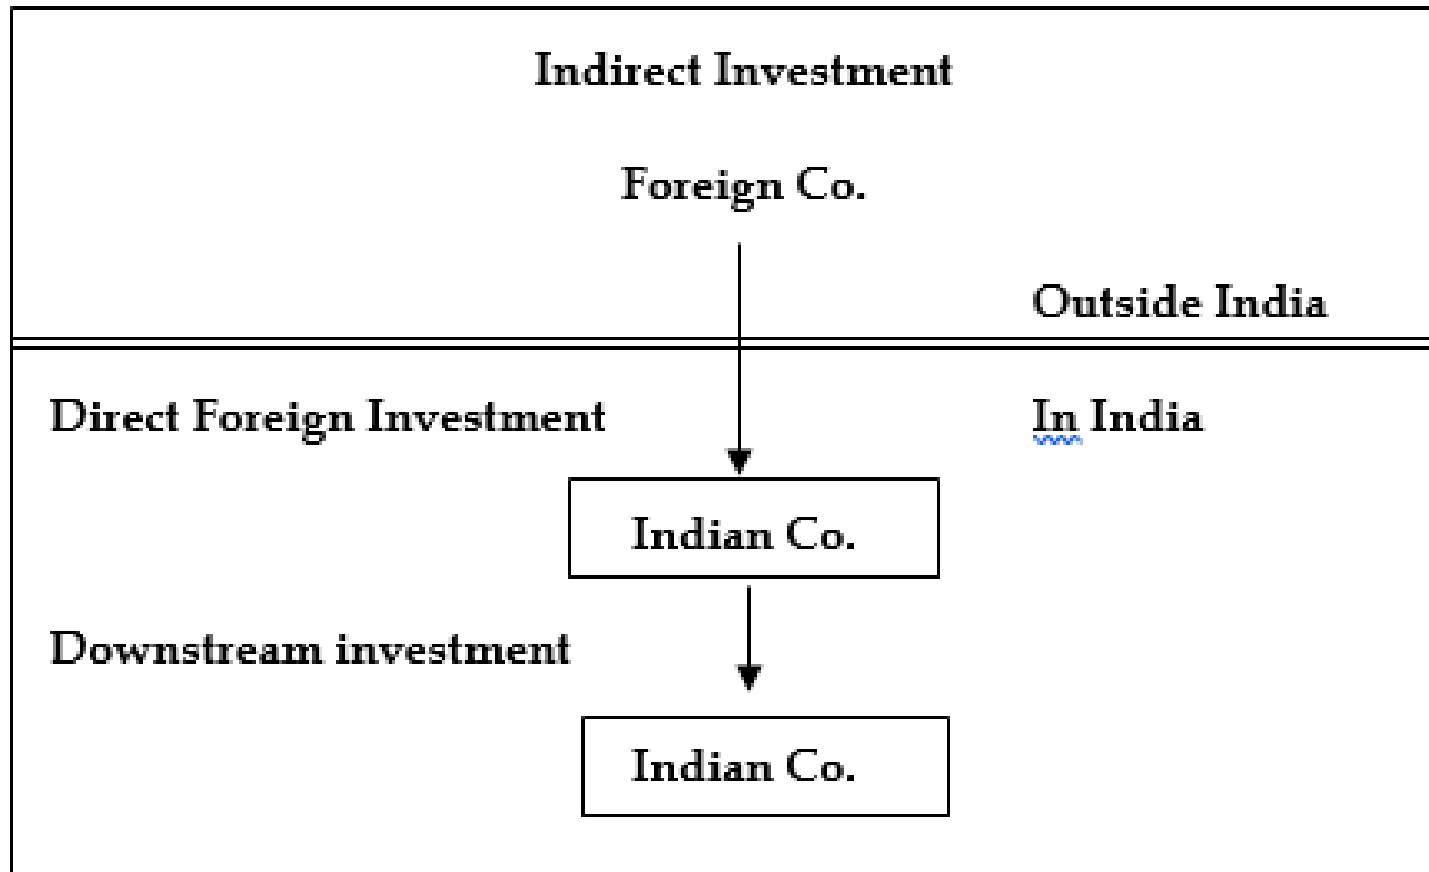 Indirect Investment
Foreign Co.
Outside India
Direct Foreign Investment
In India
Indian Co.
Downstream investment
Indian Co.